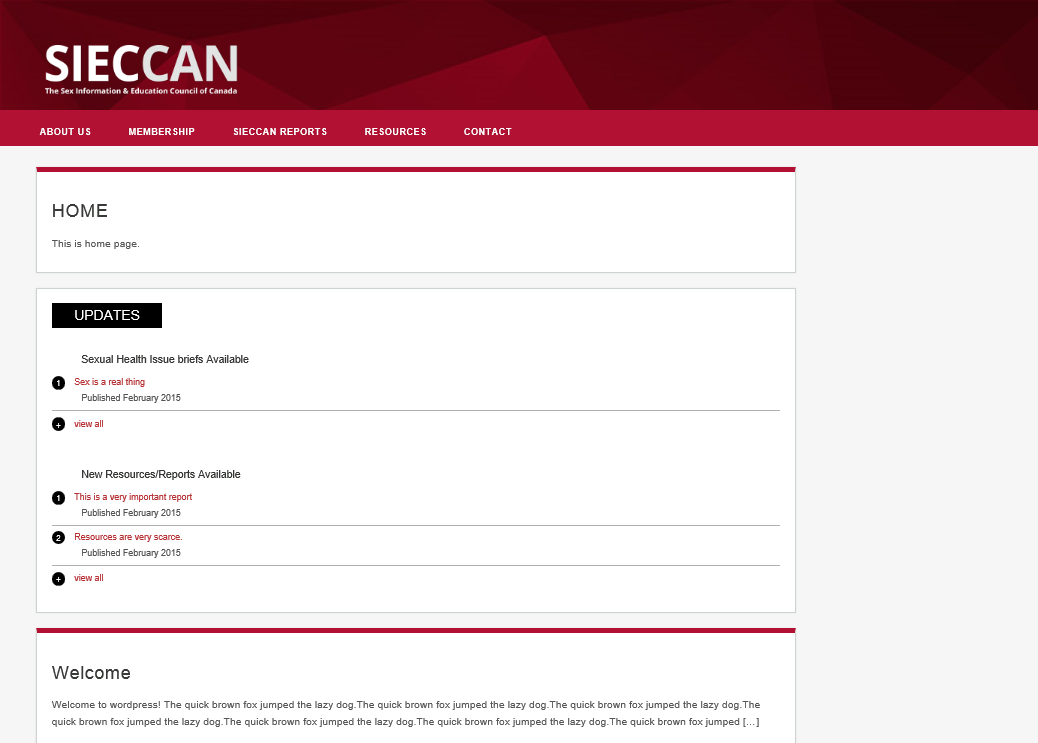 SIECCAN
The Sex Information & Education Council of Canada
ABOUT US MEMBERSHIP SIECCAN REPORTS RESOURCES CONTACT
HOME
This is home page.
UPDATES
Sexual Health Issue briefs Available
1 Sex is a real thing
Published February 2015
+ view all
New Resources/Reports Available
1 This is a very important report
Published February 2015
2 Resources are very scarce.
Published February 2015
+ view all
Welcome
Welcome to wordpress! The quick brown fox jumped the lazy dog.The quick brown fox jumped the lazy dog.The quick brown fox jumped the lazy dog.The
quick brown fox jumped the lazy dog.The quick brown fox jumped the lazy dog.The quick brown fox jumped the lazy dog.The quick brown fox jumped […]